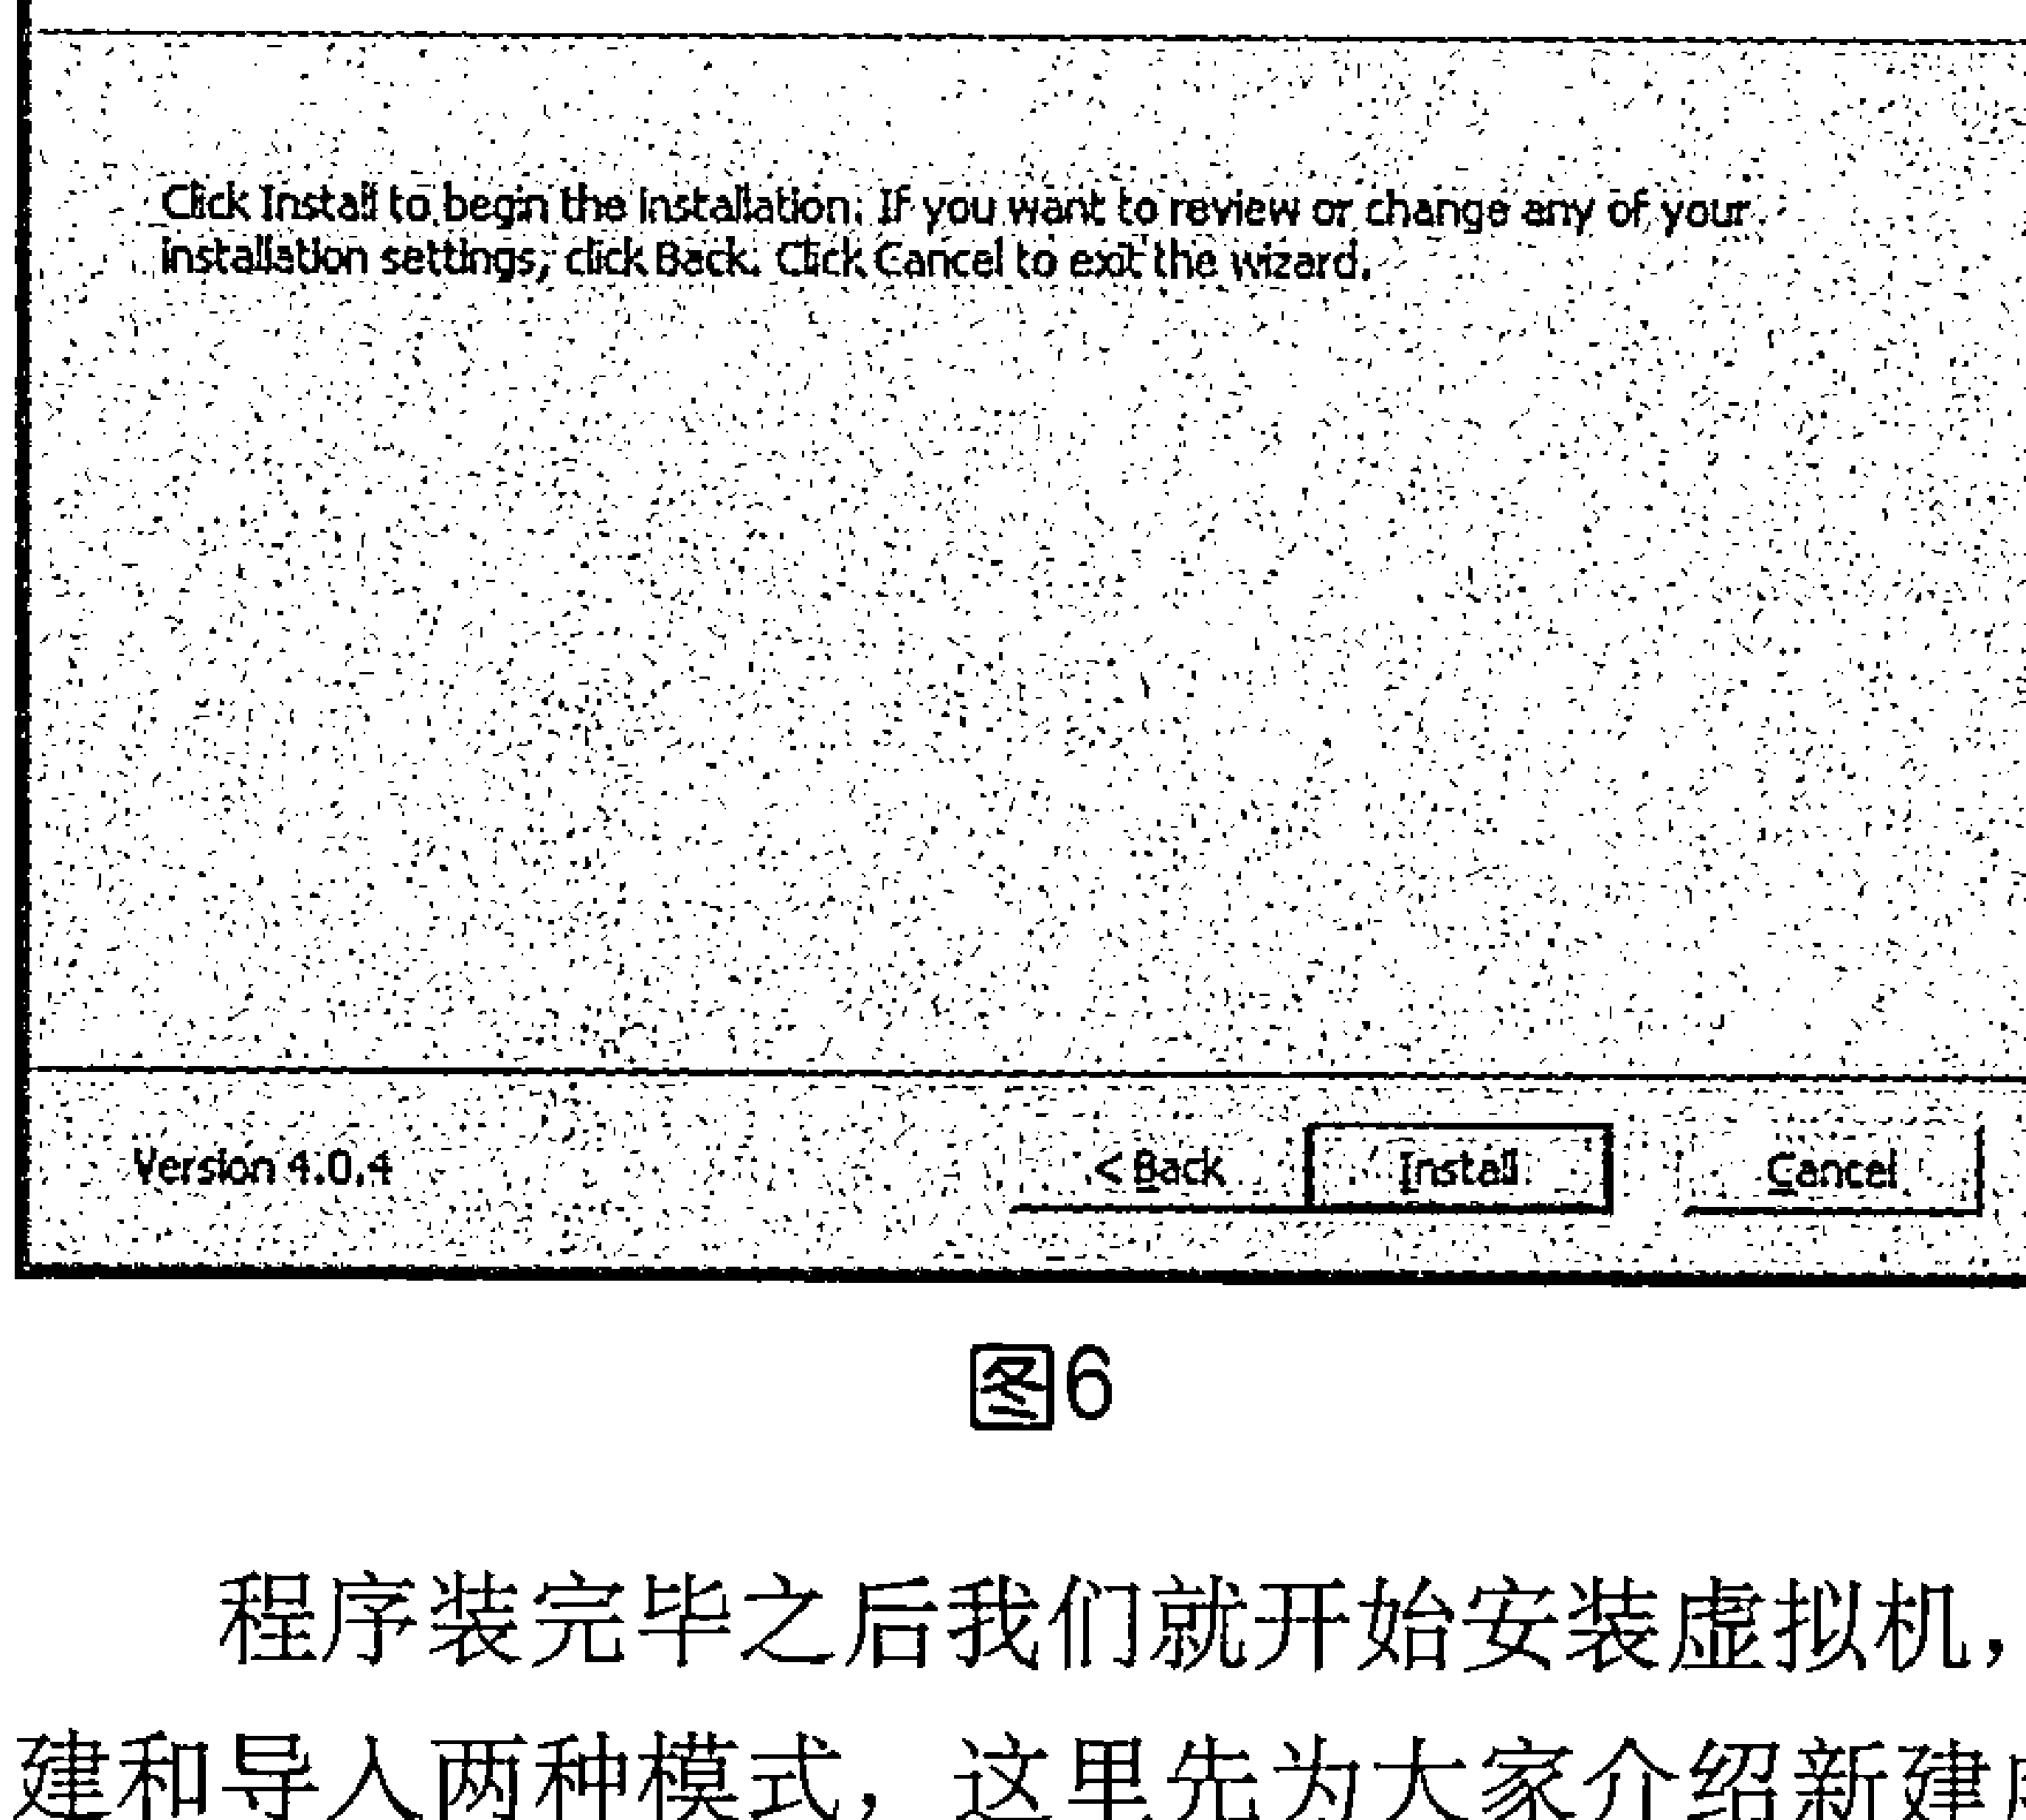 Click Install to begin the installation. If you want to review or change any of your
installation settings, click Back. Click Cancel to exit the wizard.
Version 4.0.4
< Back
Install
Cancel
图6
程序装完毕之后我们就开始安装虚拟机，
建和导入两种模式，这里先为大家介绍新建